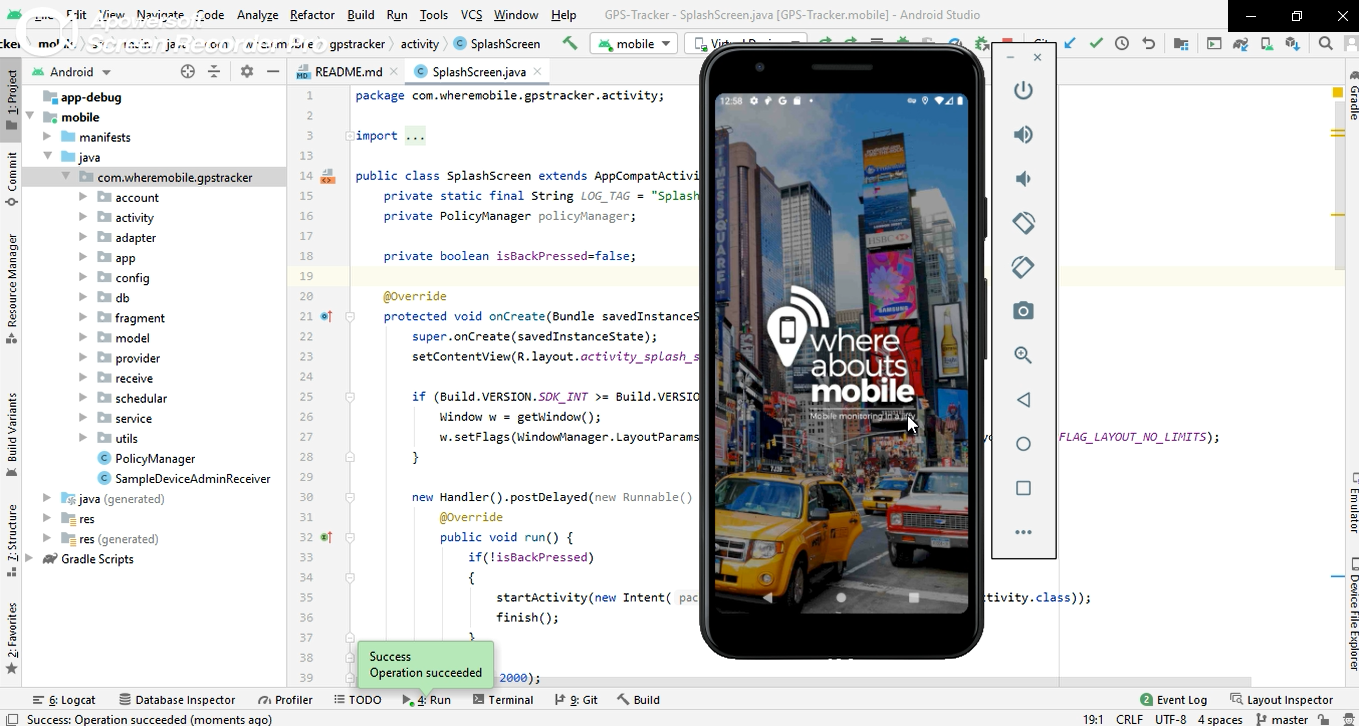 File Edit View Navigate Code Analyze Refactor Build Run Tools VCS Window Help GPS-Tracker - SplashScreen.java [GPS-Tracker.mobile] - Android Studio
Apowersoft
Screen Recorder Pro
gpstracker activity SplashScreen mobile
Android README.md SplashScreen.java
1: Project
Commit
Resource Manager
Build Variants
Z: Structure
2: Favorites
app-debug
mobile
manifests
java
com.wheremobile.gpstracker
account
activity
adapter
app
config
db
fragment
model
provider
receive
schedular
service
utils
PolicyManager
SampleDeviceAdminReceiver
java (generated)
res
res (generated)
Gradle Scripts
1 package com.wheremobile.gpstracker.activity;
2
3 import ...
13
14 public class SplashScreen extends AppCompatActivi
15 private static final String LOG_TAG = "Splash
16 private PolicyManager policyManager;
17
18 private boolean isBackPressed=false;
19
20 @Override
21 protected void onCreate(Bundle savedInstanceS
22 super.onCreate(savedInstanceState);
23 setContentView(R.layout.activity_splash_s
24
25 if (Build.VERSION.SDK_INT >= Build.VERSIO
26 Window w = getWindow();
27 w.setFlags(WindowManager.LayoutParams FLAG_LAYOUT_NO_LIMITS);
28 }
29
30 new Handler().postDelayed(new Runnable()
31 @Override
32 public void run() {
33 if(!isBackPressed)
34 {
35 startActivity(new Intent( pac tivity.class));
36 finish();
37 }
38
39 2000);
Success
Operation succeeded
12:58
TIMES SQUARE
HSBC
SAMSUNG
where
abouts
mobile
Mobile monitoring in a jiffy
Gradle
Emulator
Device File Explorer
6: Logcat Database Inspector Profiler TODO 4: Run Terminal 9: Git Build 2 Event Log Layout Inspector
Success: Operation succeeded (moments ago) 19:1 CRLF UTF-8 4 spaces master